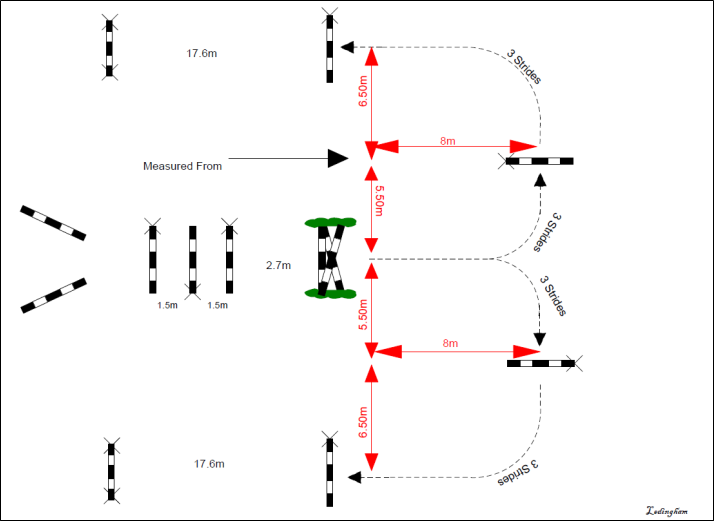 17.6m
3 Strides
6.50m
8m
Measured From
5.50m
3 Strides
2.7m
3 Strides
1.5m
1.5m
5.50m
8m
6.50m
17.6m
3 Strides
Ledingham